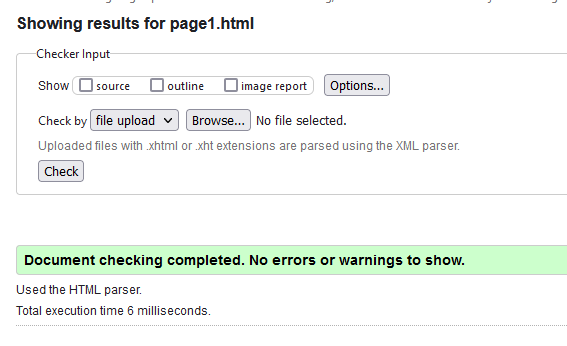 Showing results for page1.html
Checker Input
Show source outline image report Options...
Check by file upload Browse... No file selected.
Uploaded files with .xhtml or .xht extensions are parsed using the XML parser.
Check
Document checking completed. No errors or warnings to show.
Used the HTML parser.
Total execution time 6 milliseconds.